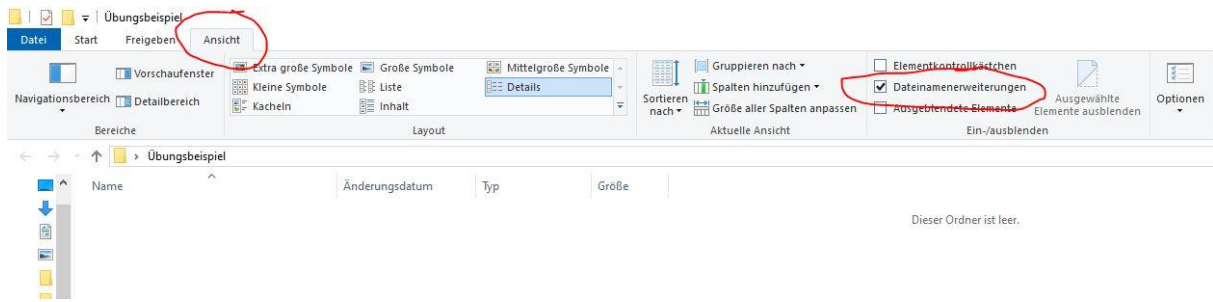 Übungsbeispiel
Datei Start Freigeben Ansicht
Navigationsbereich
Vorschaufenster
Detailbereich
Bereiche
Extra große Symbole Große Symbole Mittelgroße Symbole
Kleine Symbole Liste Details
Kacheln Inhalt
Layout
Sortieren nach
Gruppieren nach
Spalten hinzufügen
Größe aller Spalten anpassen
Aktuelle Ansicht
Elementkontrollkästchen
Dateinamenerweiterungen
Ausgeblendete Elemente
Ausgewählte
Elemente ausblenden
Ein-/ausblenden
Optionen
Übungsbeispiel
Name Änderungsdatum Typ Größe
Dieser Ordner ist leer.